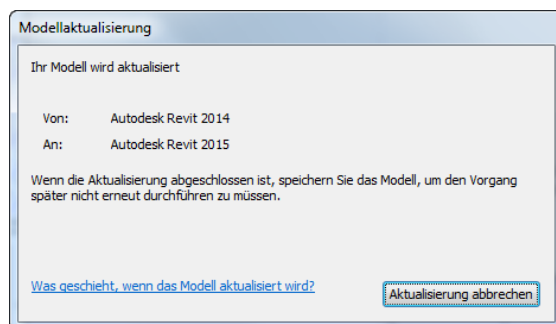 Modellaktualisierung
Ihr Modell wird aktualisiert
Von: Autodesk Revit 2014
An: Autodesk Revit 2015
Wenn die Aktualisierung abgeschlossen ist, speichern Sie das Modell, um den Vorgang
später nicht erneut durchführen zu müssen.
Was geschieht, wenn das Modell aktualisiert wird?
Aktualisierung abbrechen